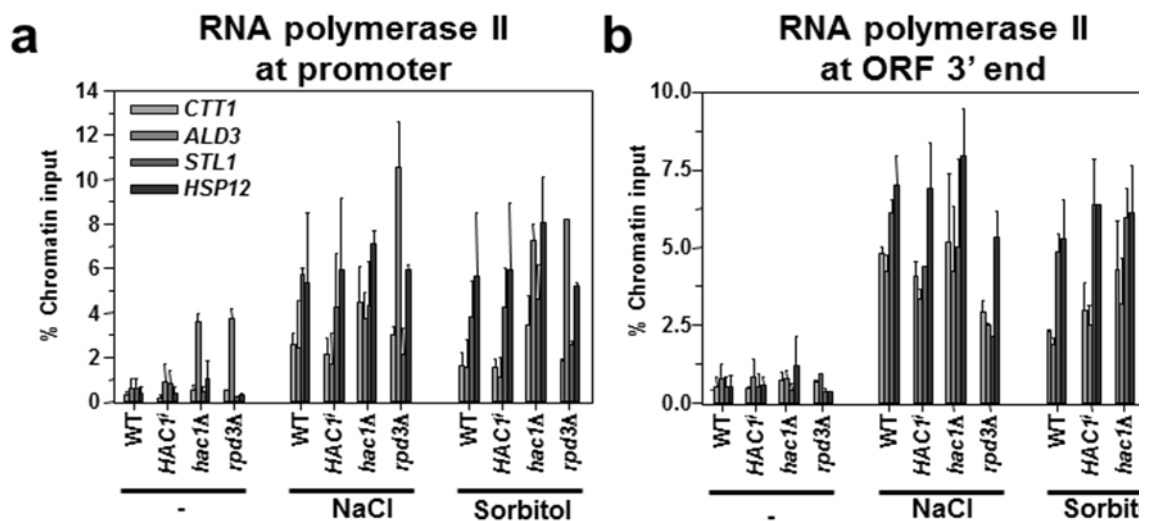 a
RNA polymerase II
at promoter
% Chromatin input
14
12
10
8
6
4
2
0
CTT1
ALD3
STL1
HSP12
WT
HAC1ⁱ
hac1Δ
rpd3Δ
WT
HAC1ⁱ
hac1Δ
rpd3Δ
WT
HAC1ⁱ
hac1Δ
rpd3Δ
-
NaCl
Sorbitol
b
RNA polymerase II
at ORF 3' end
% Chromatin input
10.0
7.5
5.0
2.5
0.0
WT
HAC1ⁱ
hac1Δ
rpd3Δ
WT
HAC1ⁱ
hac1Δ
rpd3Δ
WT
HAC1ⁱ
hac1Δ
-
NaCl
Sorbit